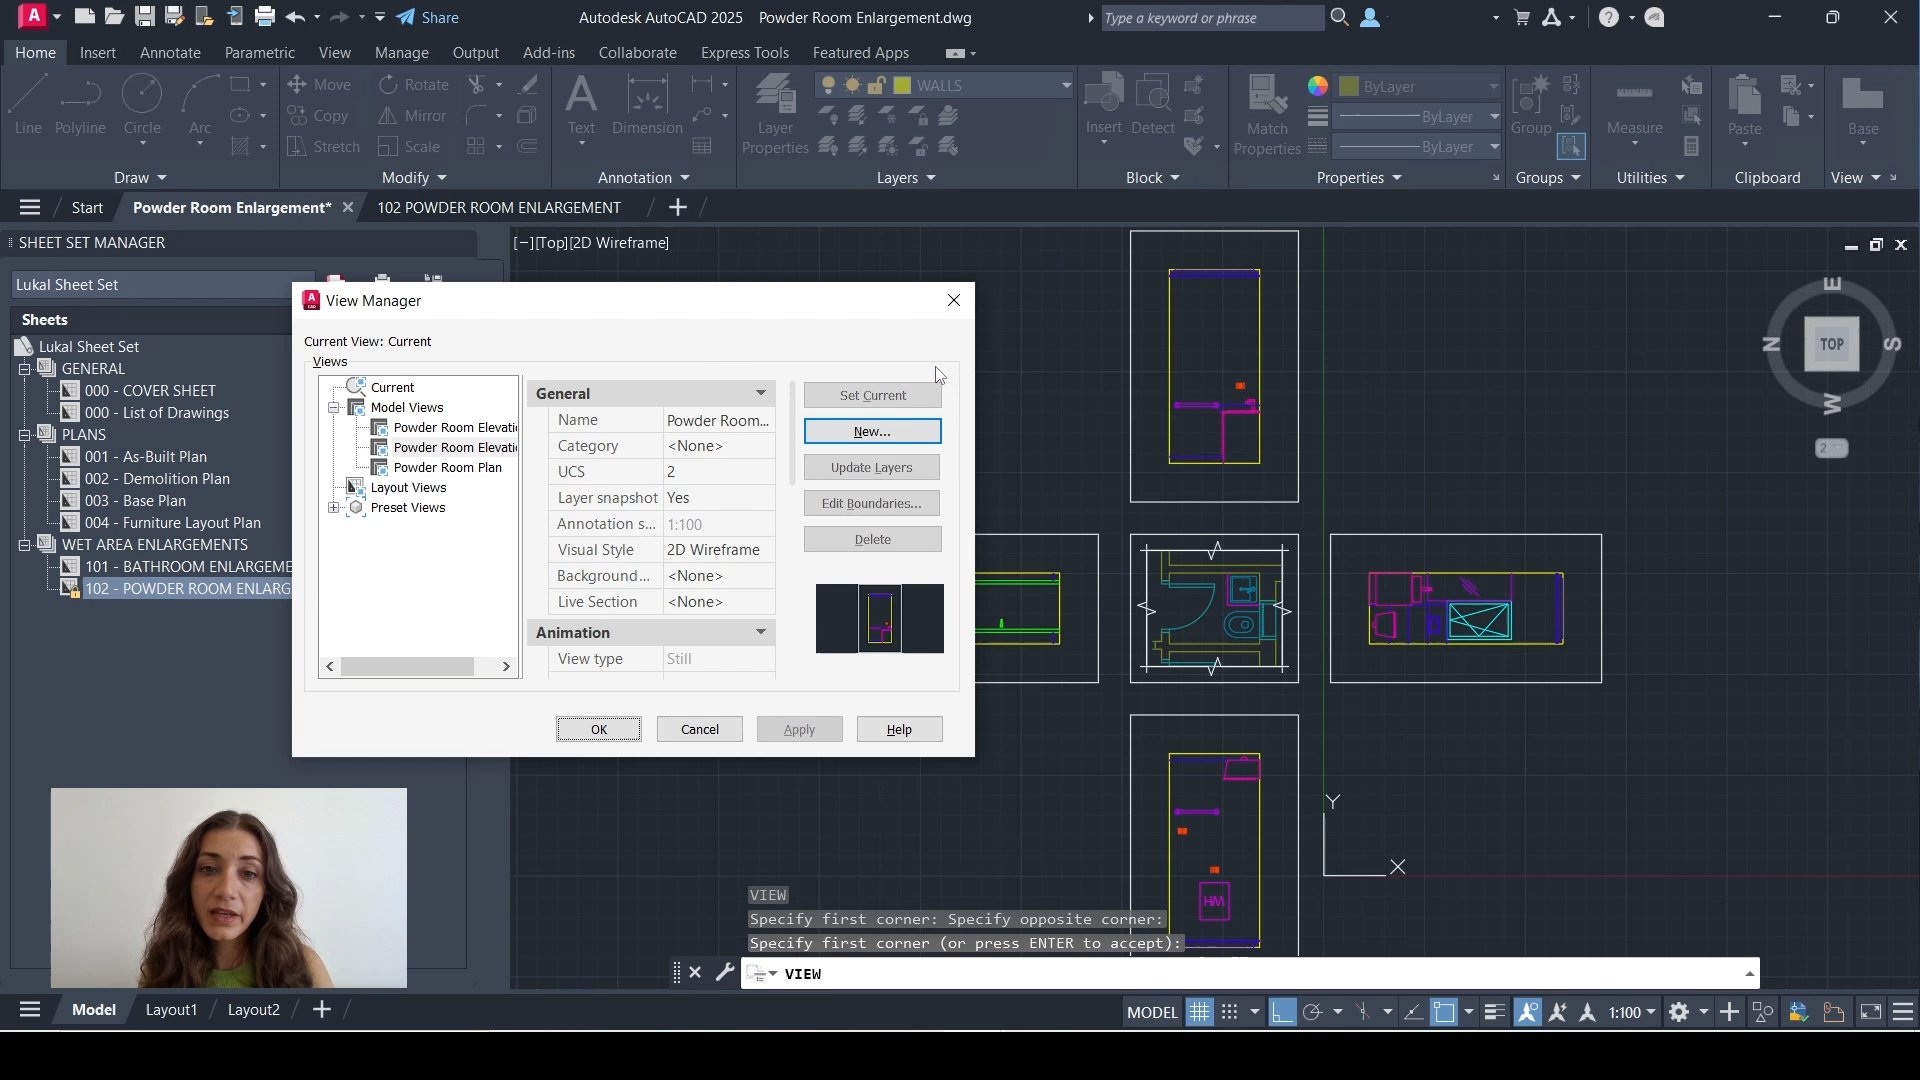 Share
Autodesk AutoCAD 2025 Powder Room Enlargement.dwg
Type a keyword or phrase
Home Insert Annotate Parametric View Manage Output Add-ins Collaborate Express Tools Featured Apps
Line Polyline Circle Arc
Move Rotate
Copy Mirror
Stretch Scale
Text Dimension
Layer Properties
WALLS
Insert Detect
Match Properties
ByLayer
ByLayer
ByLayer
Group
Measure
Paste
Base
Draw Modify Annotation Layers Block Properties Groups Utilities Clipboard View
Start Powder Room Enlargement* 102 POWDER ROOM ENLARGEMENT
SHEET SET MANAGER
Lukal Sheet Set
Sheets
Lukal Sheet Set
GENERAL
000 - COVER SHEET
000 - List of Drawings
PLANS
001 - As-Built Plan
002 - Demolition Plan
003 - Base Plan
004 - Furniture Layout Plan
WET AREA ENLARGEMENTS
101 - BATHROOM ENLARGEME
102 - POWDER ROOM ENLARG
[−][Top][2D Wireframe]
View Manager
Current View: Current
Views
Current
Model Views
Powder Room Elevati
Powder Room Elevati
Powder Room Plan
Layout Views
Preset Views
General
Name Powder Room...
Category <None>
UCS 2
Layer snapshot Yes
Annotation s... 1:100
Visual Style 2D Wireframe
Background... <None>
Live Section <None>
Animation
View type Still
Set Current
New...
Update Layers
Edit Boundaries...
Delete
OK Cancel Apply Help
E
N TOP S
W
2
HM
Y
X
VIEW
Specify first corner: Specify opposite corner:
Specify first corner (or press ENTER to accept):
VIEW
Model Layout1 Layout2
MODEL 1:100